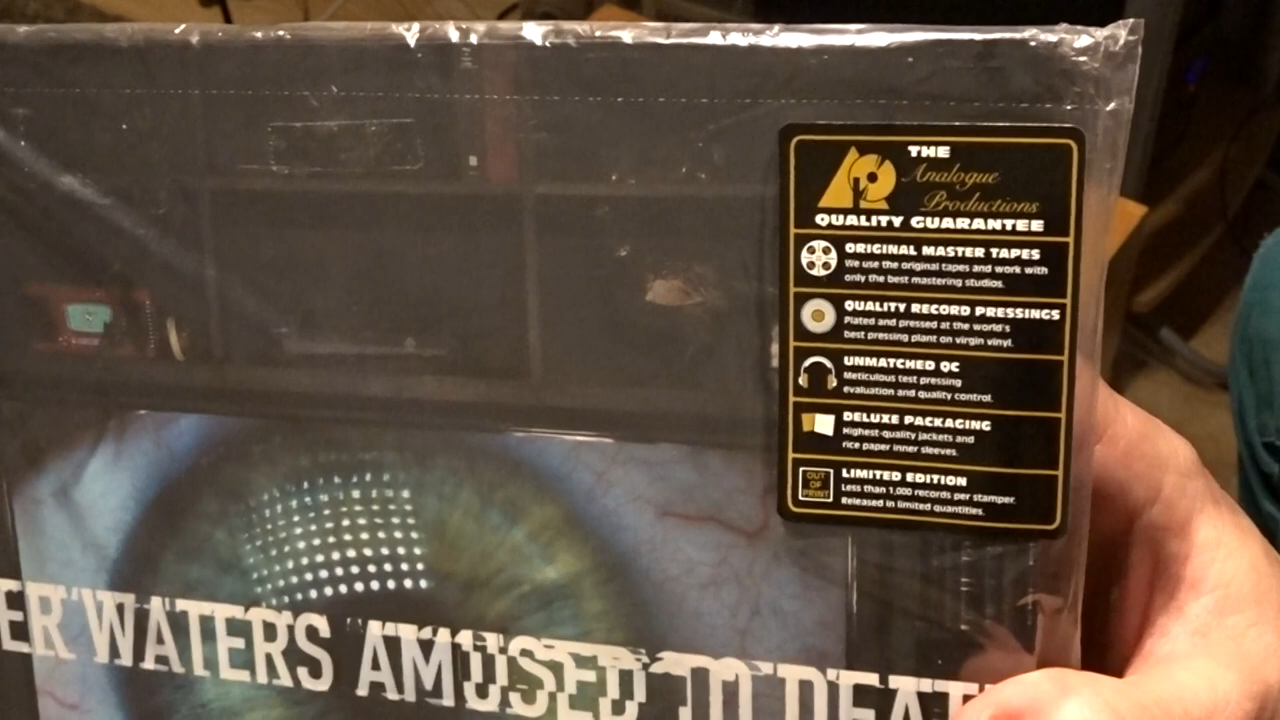 THE
Analogue
Productions
QUALITY GUARANTEE
ORIGINAL MASTER TAPES
We use the original tapes and work with
only the best mastering studios.
QUALITY RECORD PRESSINGS
Plated and pressed at the world's
best pressing plant on virgin vinyl.
UNMATCHED QC
Meticulous test pressing
evaluation and quality control.
DELUXE PACKAGING
Highest-quality jackets and
rice paper inner sleeves.
OUT
OF
PRINT
LIMITED EDITION
Less than 1,000 records per stamper.
Released in limited quantities.
ER WATERS AMUSED TO DEAT